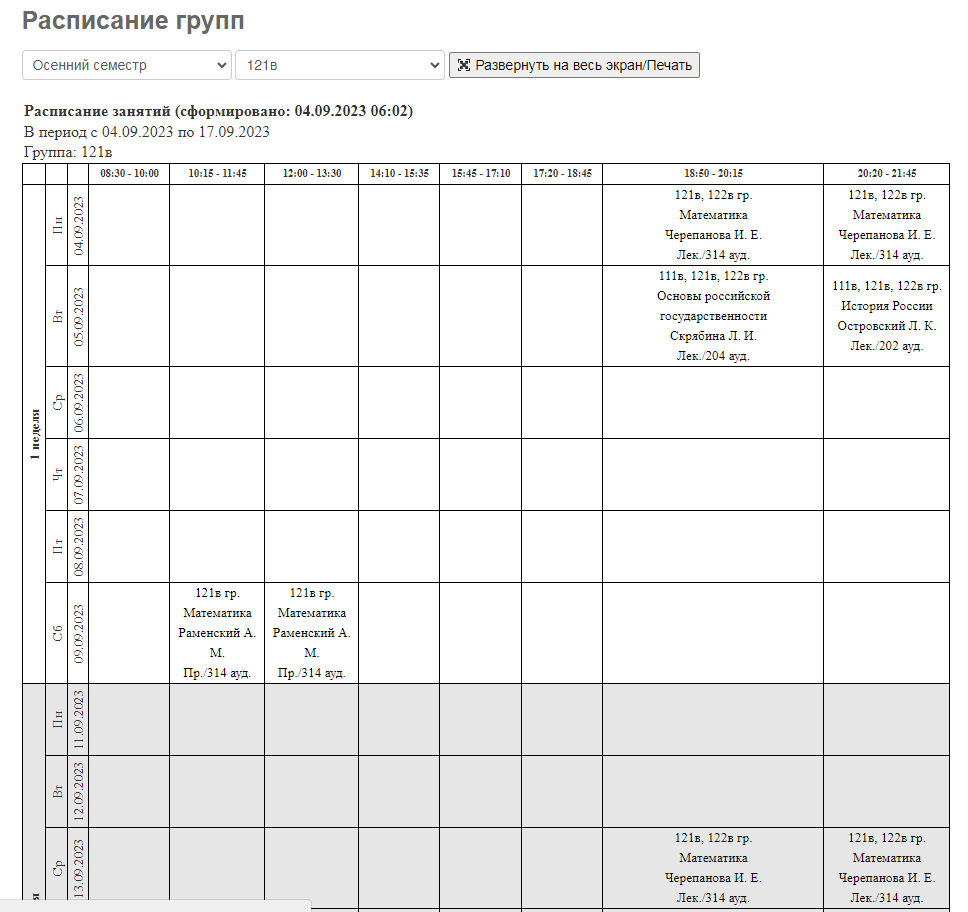 Расписание групп
Осенний семестр
121в
Развернуть на весь экран/Печать
Расписание занятий (сформировано: 04.09.2023 06:02)
В период с 04.09.2023 по 17.09.2023
Группа: 121в
08:30 - 10:00
10:15 - 11:45
12:00 - 13:30
14:10 - 15:35
15:45 - 17:10
17:20 - 18:45
18:50 - 20:15
20:20 - 21:45
1 неделя
Пн
04.09.2023
121в, 122в гр.
Математика
Черепанова И. Е.
Лек./314 ауд.
121в, 122в гр.
Математика
Черепанова И. Е.
Лек./314 ауд.
Вт
05.09.2023
111в, 121в, 122в гр.
Основы российской
государственности
Скрябина Л. И.
Лек./204 ауд.
111в, 121в, 122в гр.
История России
Островский Л. К.
Лек./202 ауд.
Ср
06.09.2023
Чт
07.09.2023
Пт
08.09.2023
Сб
09.09.2023
121в гр.
Математика
Раменский А.
М.
Пр./314 ауд.
121в гр.
Математика
Раменский А.
М.
Пр./314 ауд.
Пн
11.09.2023
Вт
12.09.2023
Ср
13.09.2023
121в, 122в гр.
Математика
Черепанова И. Е.
Лек./314 ауд.
121в, 122в гр.
Математика
Черепанова И. Е.
Лек./314 ауд.